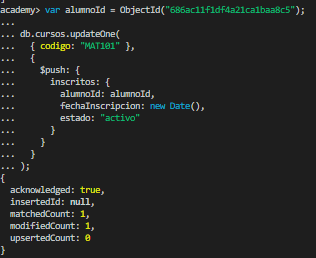 academy> var alumnoId = ObjectId("686ac11f1df4a21ca1baa8c5");
...
... db.cursos.updateOne(
...   { codigo: "MAT101" },
...   {
...     $push: {
...       inscritos: {
...         alumnoId: alumnoId,
...         fechaInscripcion: new Date(),
...         estado: "activo"
...       }
...     }
...   }
... );
{
  acknowledged: true,
  insertedId: null,
  matchedCount: 1,
  modifiedCount: 1,
  upsertedCount: 0
}